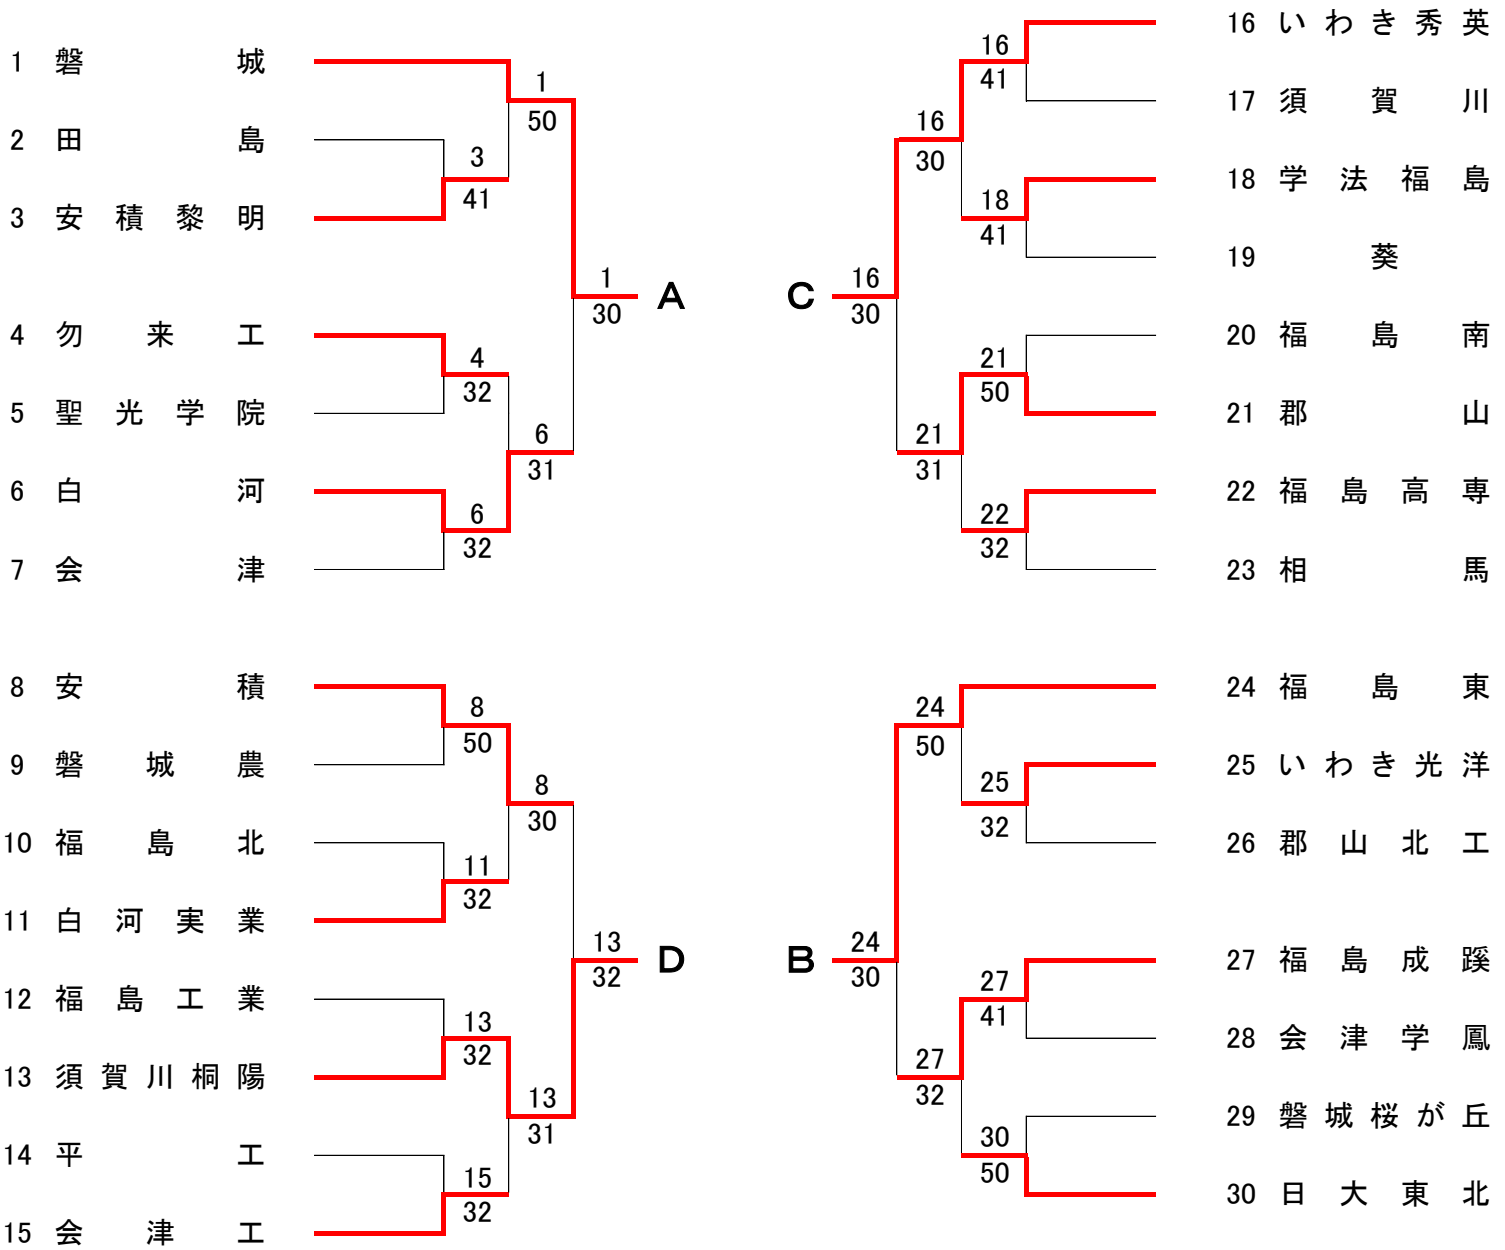 1 磐城
2 田島
3 安積黎明
4 勿来工
5 聖光学院
6 白河
7 会津
8 安積
9 磐城農
10 福島北
11 白河実業
12 福島工業
13 須賀川桐陽
14 平工
15 会津工
1
50
3
41
4
32
6
31
6
32
1
30
A
8
50
8
30
11
32
13
32
13
31
15
32
13
32
D
16
41
16
30
18
41
C
16
30
21
50
21
31
22
32
24
50
25
32
B
24
30
27
41
27
32
30
50
16 いわき秀英
17 須賀川
18 学法福島
19 葵
20 福島南
21 郡山
22 福島高専
23 相馬
24 福島東
25 いわき光洋
26 郡山北工
27 福島成蹊
28 会津学鳳
29 磐城桜が丘
30 日大東北